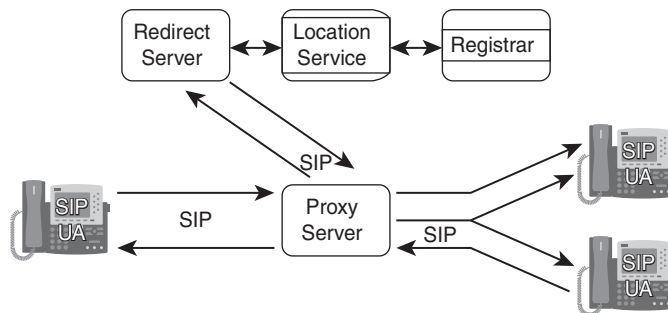 Redirect
Server
Location
Service
Registrar
SIP
SIP
UA
SIP
Proxy
Server
SIP
SIP
UA
SIP
UA